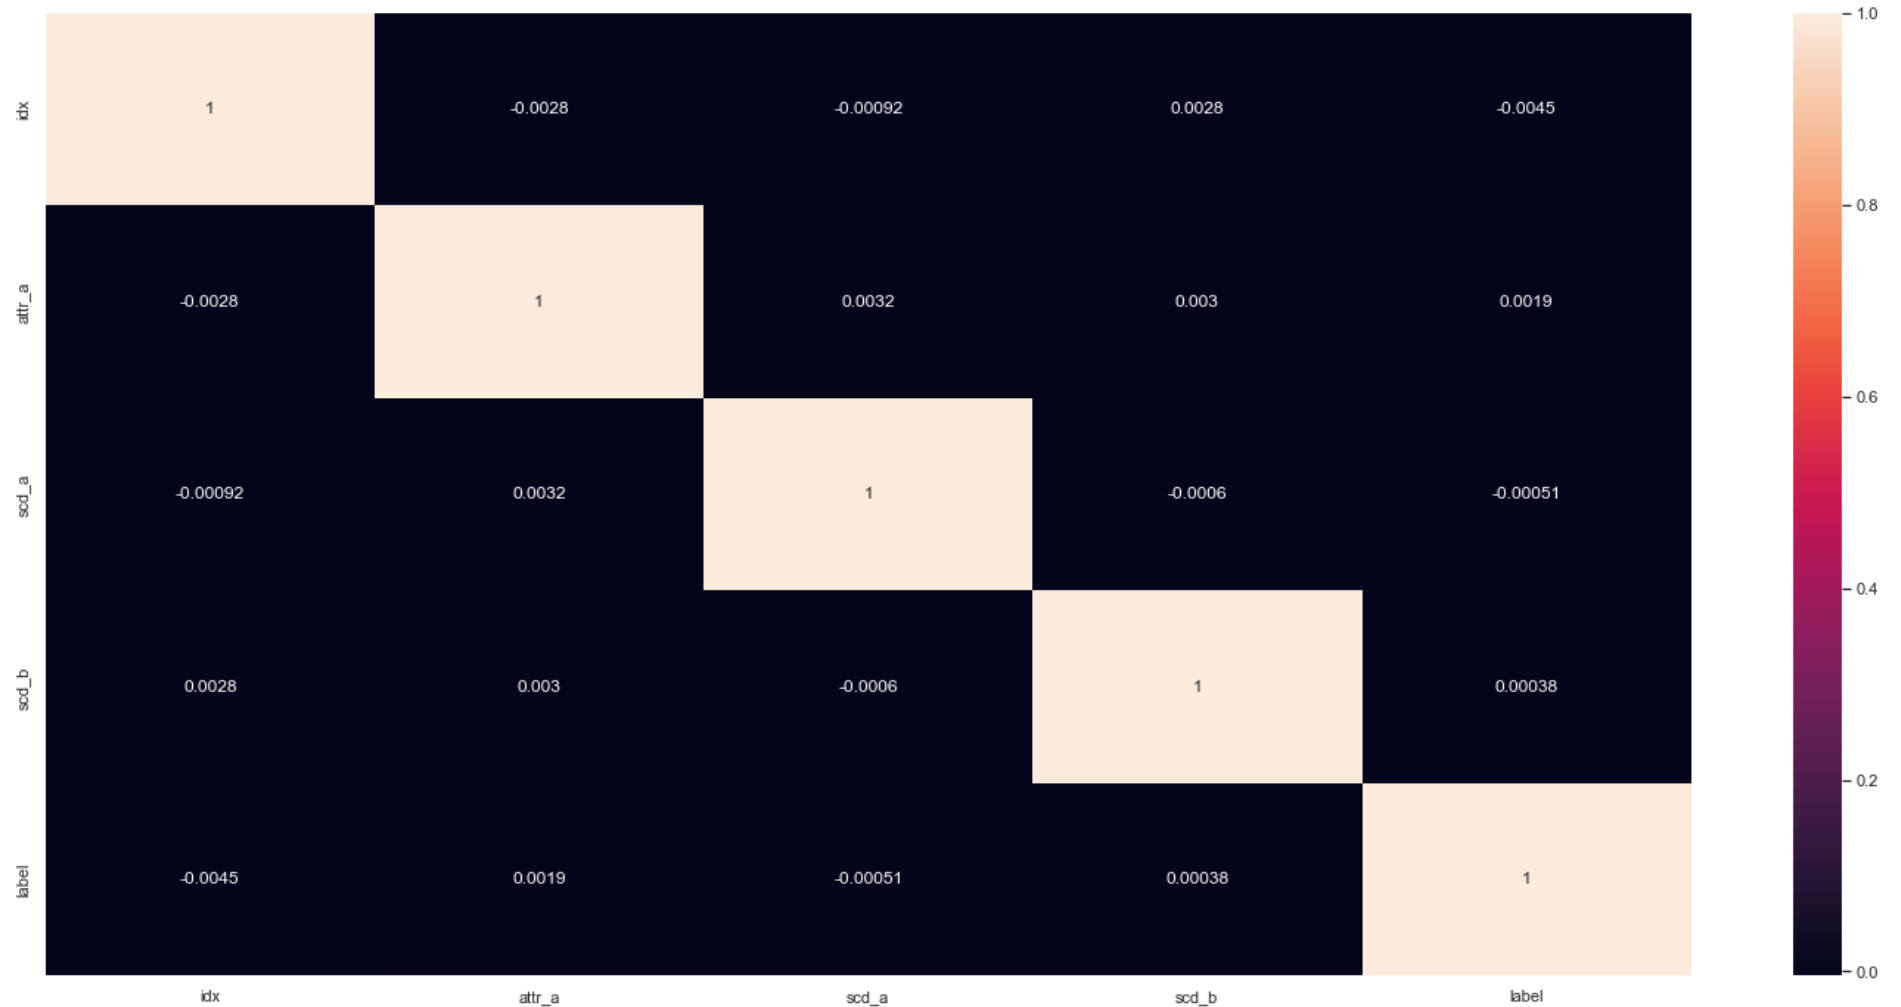 idx 1 -0.0028 -0.00092 0.0028 -0.0045
attr_a -0.0028 1 0.0032 0.003 0.0019
scd_a -0.00092 0.0032 1 -0.0006 -0.00051
scd_b 0.0028 0.003 -0.0006 1 0.00038
label -0.0045 0.0019 -0.00051 0.00038 1
idx attr_a scd_a scd_b label
1.0
0.8
0.6
0.4
0.2
0.0